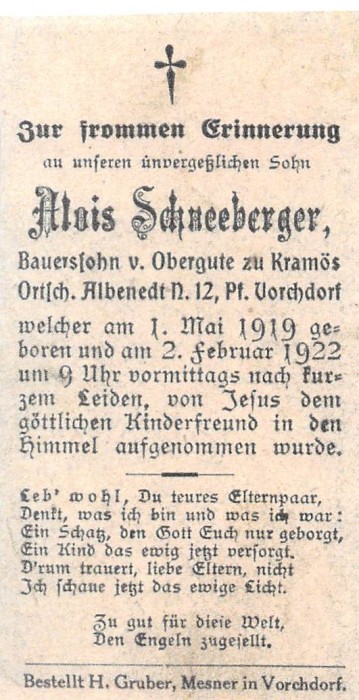 Zur frommen Erinnerung
an unseren unvergeßlichen Sohn
Alois Schneeberger,
Bauerssohn v. Obergute zu Kramös
Ortsch. Albenedt N. 12, Pf. Vorchdorf
welcher am 1. Mai 1919 ge-
boren und am 2. Februar 1922
um 9 Uhr vormittags nach kur-
zem Leiden, von Jesus dem
göttlichen Kinderfreund in den
Himmel aufgenommen wurde.
Leb' wohl, Du teures Elternpaar,
Denkt, was ich bin und was ich war:
Ein Schatz, den Gott Euch nur geborgt,
Ein Kind das ewig jetzt versorgt.
D'rum trauert, liebe Eltern, nicht
Ich schaue jetzt das ewige Licht.
Zu gut für diese Welt,
Den Engeln zugesellt.
Bestellt H. Gruber, Mesner in Vorchdorf.